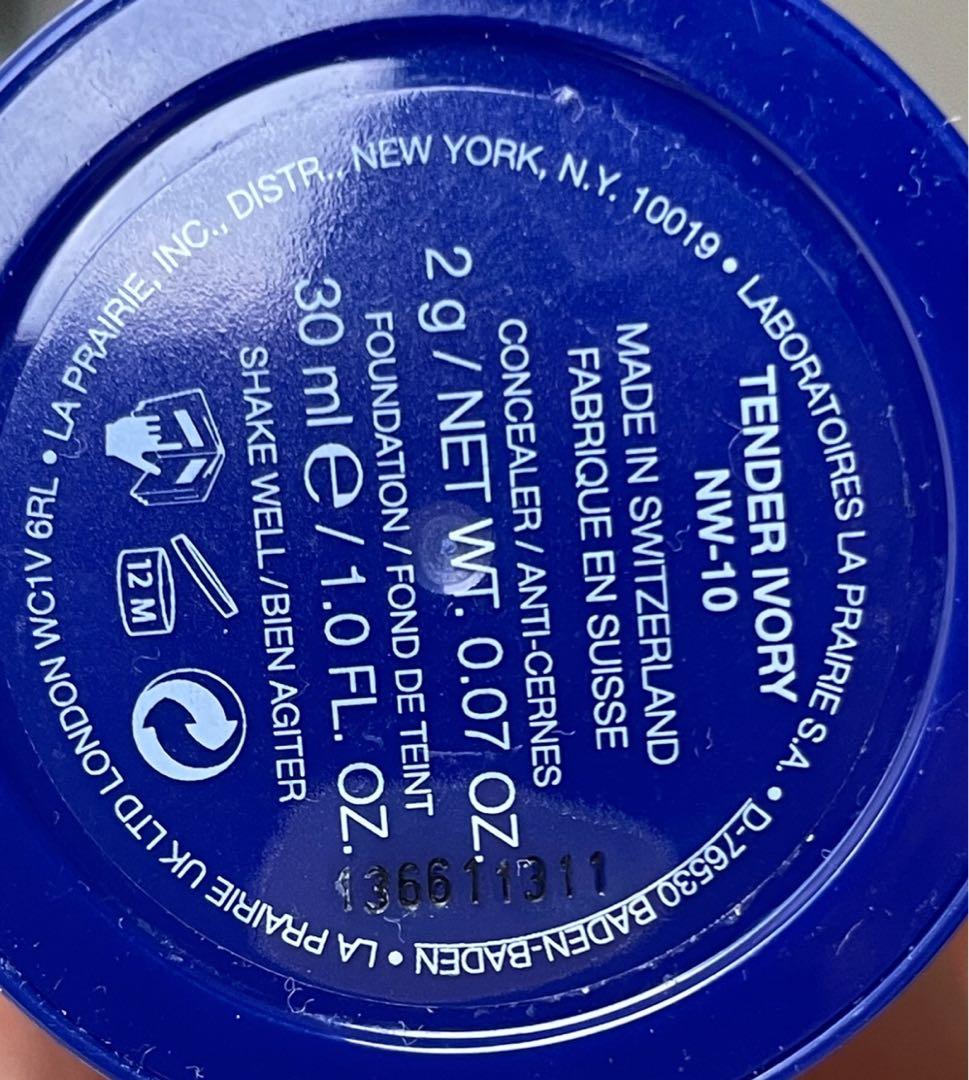 TENDER IVORY
NW-10
MADE IN SWITZERLAND
FABRIQUE EN SUISSE
CONCEALER / ANTI-CERNES
2 g / NET WT. 0.07 OZ.
FOUNDATION / FOND DE TEINT
30 ml ℮ / 1.0 FL. OZ.
SHAKE WELL / BIEN AGITER
12 M
LABORATOIRES LA PRAIRIE S.A. • D-76530 BADEN-BADEN • LA PRAIRIE UK LTD LONDON WC1V 6RL • LA PRAIRIE, INC., DISTR., NEW YORK, N.Y. 10019 •
136611311